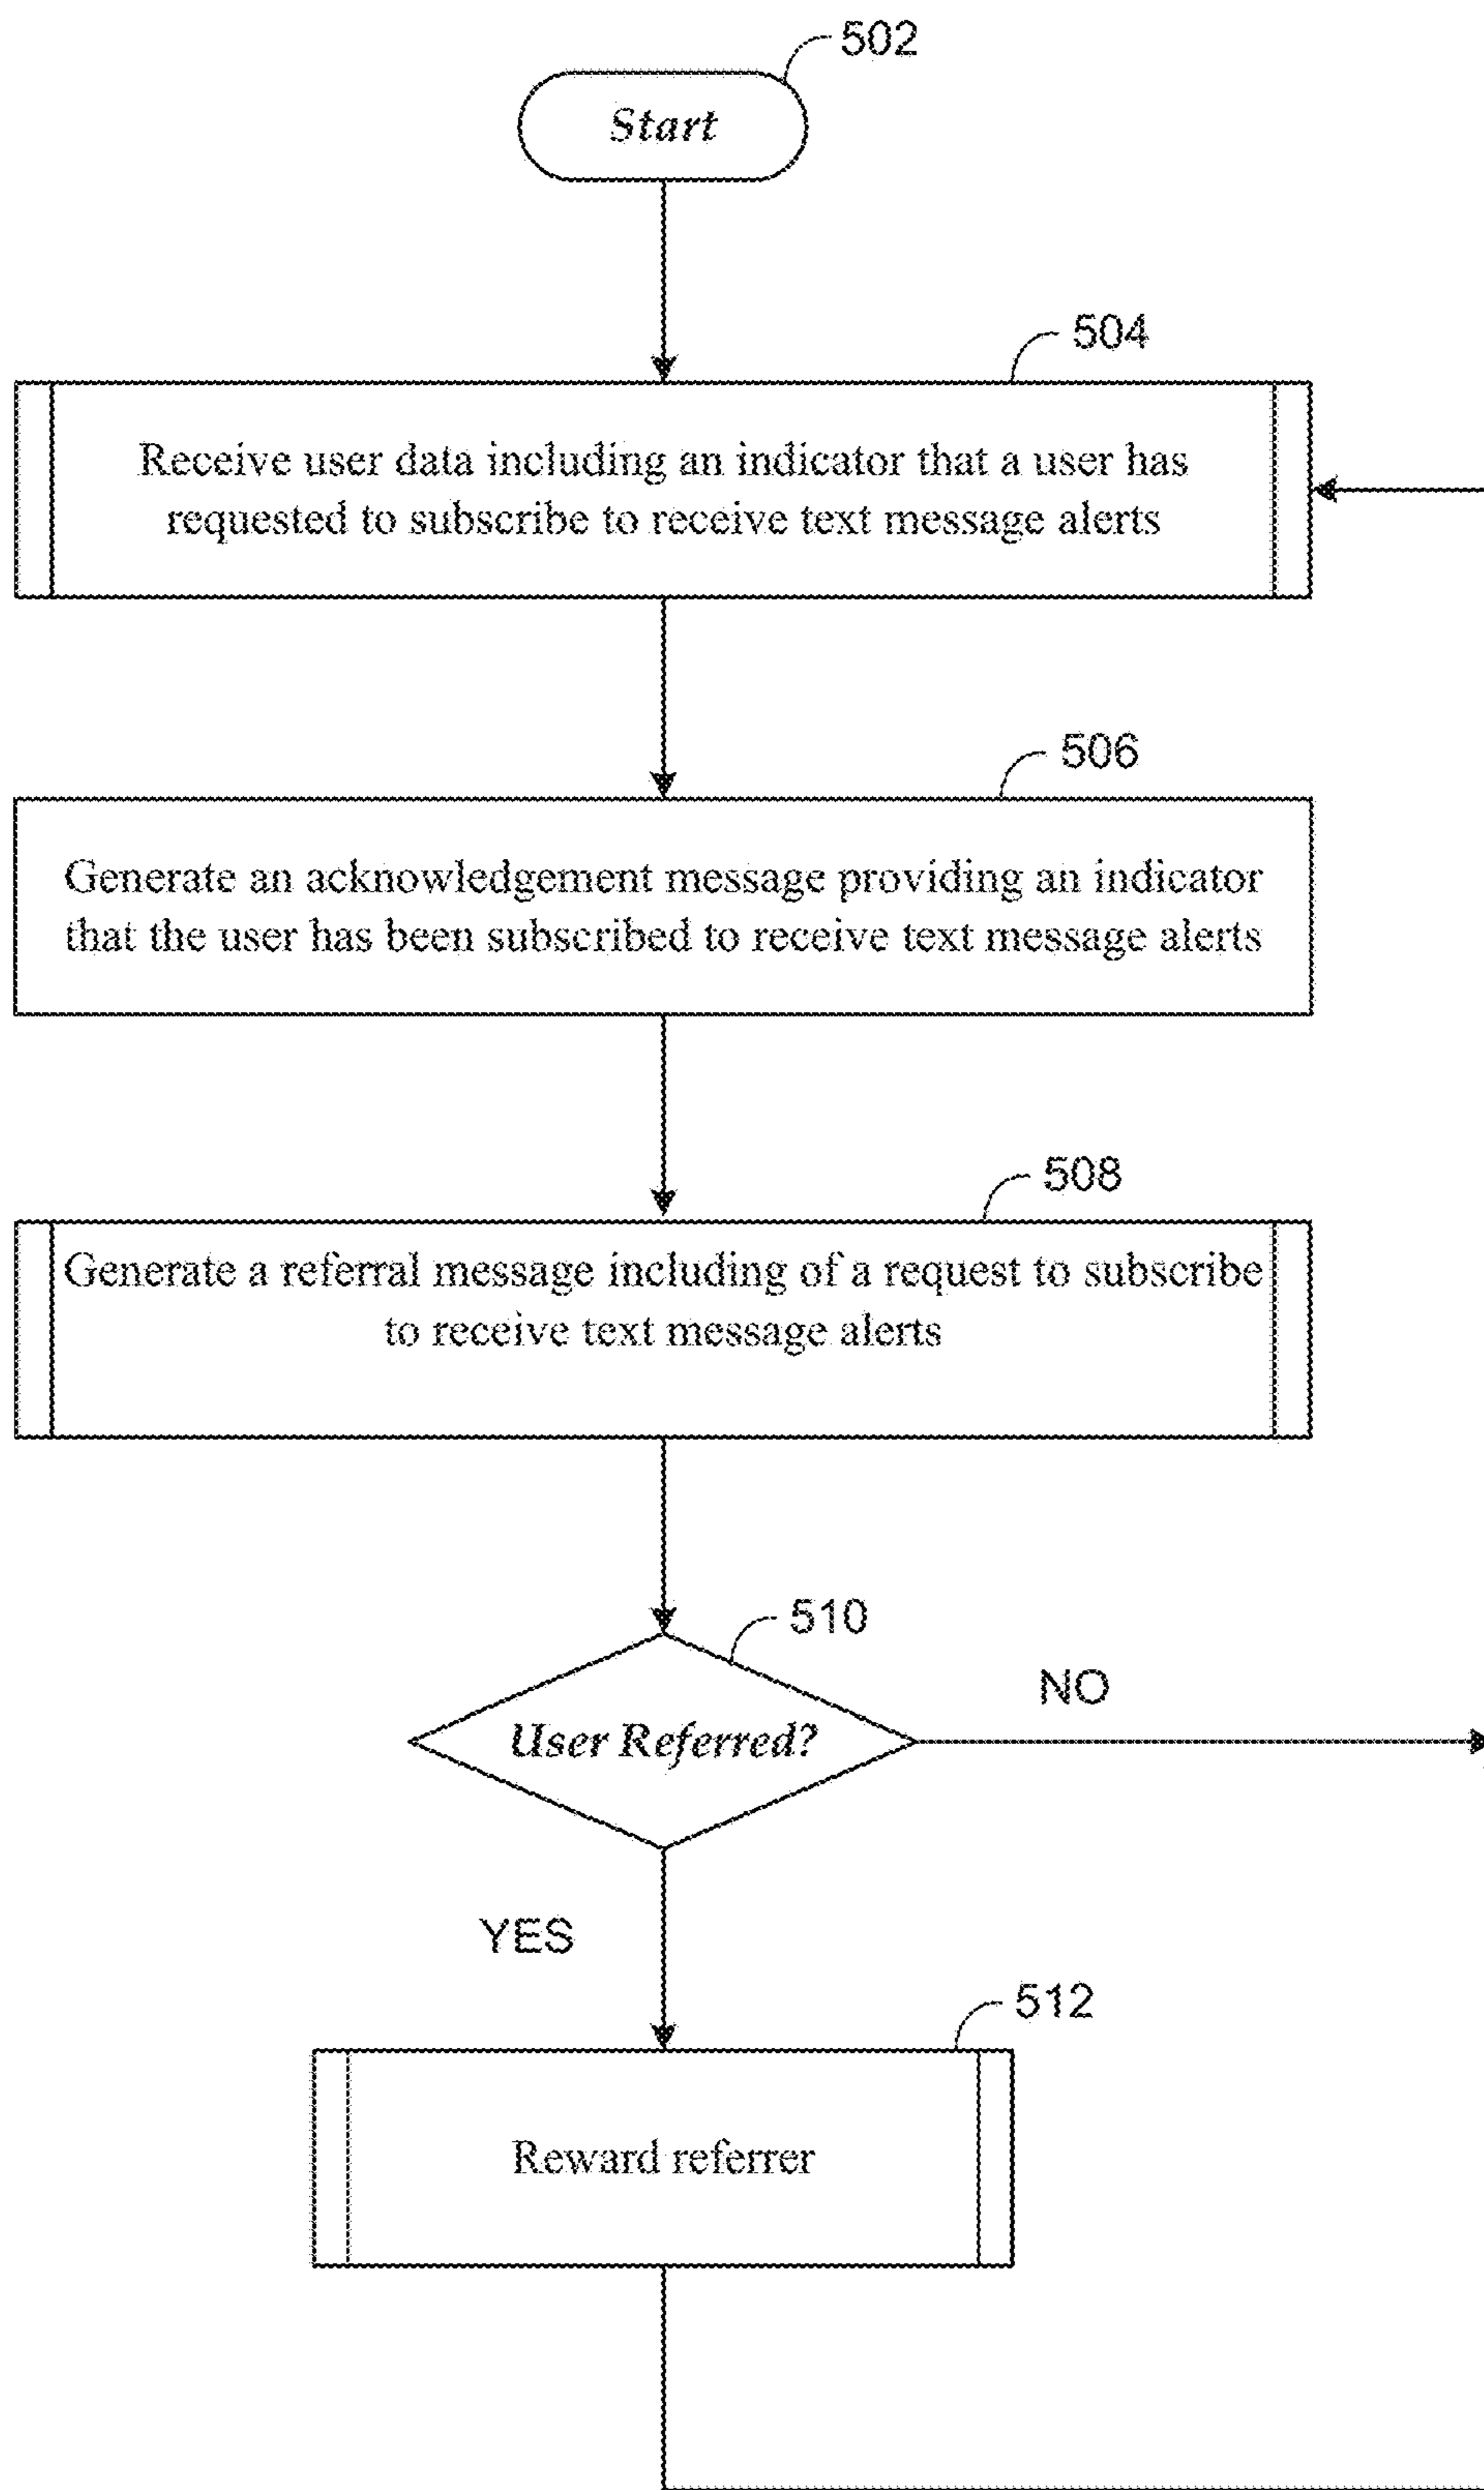 502
Start
504
Receive user data including an indicator that a user has
requested to subscribe to receive text message alerts
506
Generate an acknowledgement message providing an indicator
that the user has been subscribed to receive text message alerts
508
Generate a referral message including of a request to subscribe
to receive text message alerts
510
User Referred?
NO
YES
512
Reward referrer